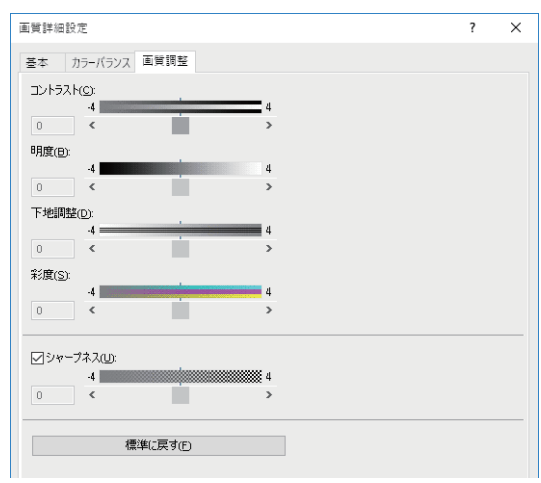 画質詳細設定 ? ×
基本 カラーバランス 画質調整
コントラスト(C):
-4 4
0 < >
明度(B):
-4 4
0 < >
下地調整(D):
-4 4
0 < >
彩度(S):
-4 4
0 < >
シャープネス(U):
-4 4
0 < >
標準に戻す(F)